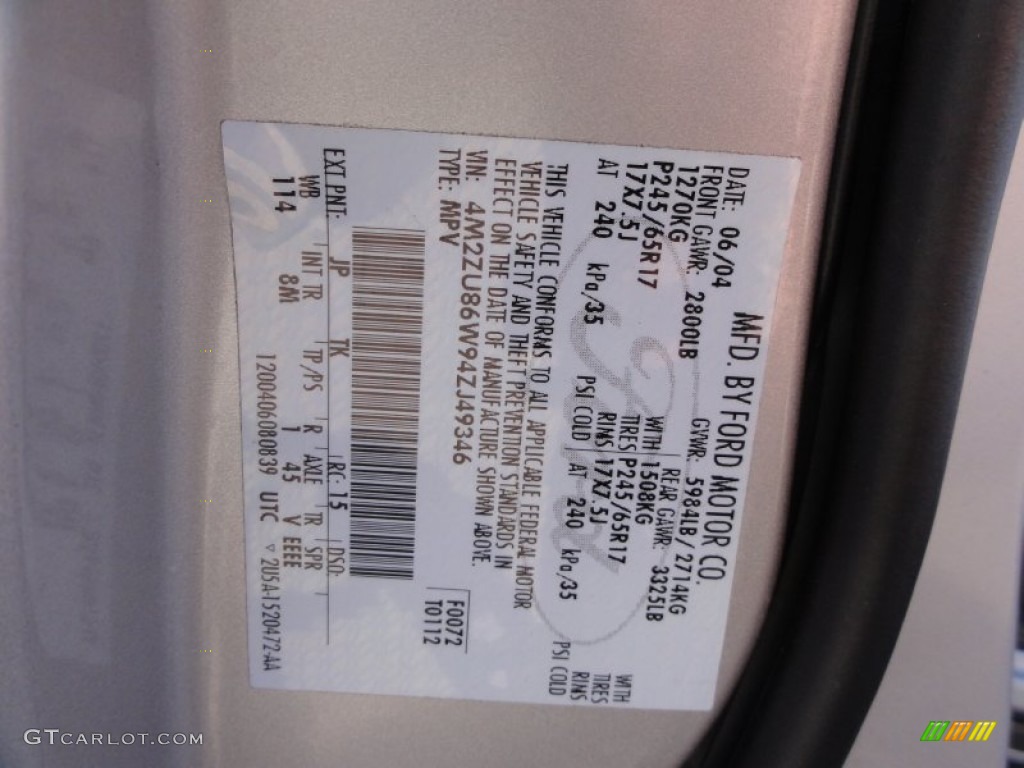 MFD. BY FORD MOTOR CO.
DATE: 06/04 GVWR: 5984LB/2714KG
FRONT GAWR: 2800LB REAR GAWR: 3325LB
1270KG WITH 1508KG WITH
P245/65R17 TIRES P245/65R17 TIRES
17X7.5J RIMS 17X7.5J RIMS
AT 240 kPa/35 PSI COLD AT 240 kPa/35 PSI COLD
THIS VEHICLE CONFORMS TO ALL APPLICABLE FEDERAL MOTOR
VEHICLE SAFETY AND THEFT PREVENTION STANDARDS IN
EFFECT ON THE DATE OF MANUFACTURE SHOWN ABOVE.
VIN: 4M2ZU86W94ZJ49346 F0072
TYPE: MPV T0112
EXT PNT: JP TK RC: 15 DSO:
WB INT TR TP/PS R AXLE TR SPR
114 8M 1 45 V EEE
1200406080839 UTC ▽ 2U5A-1520472-AA
Ford
GTCARLOT.COM